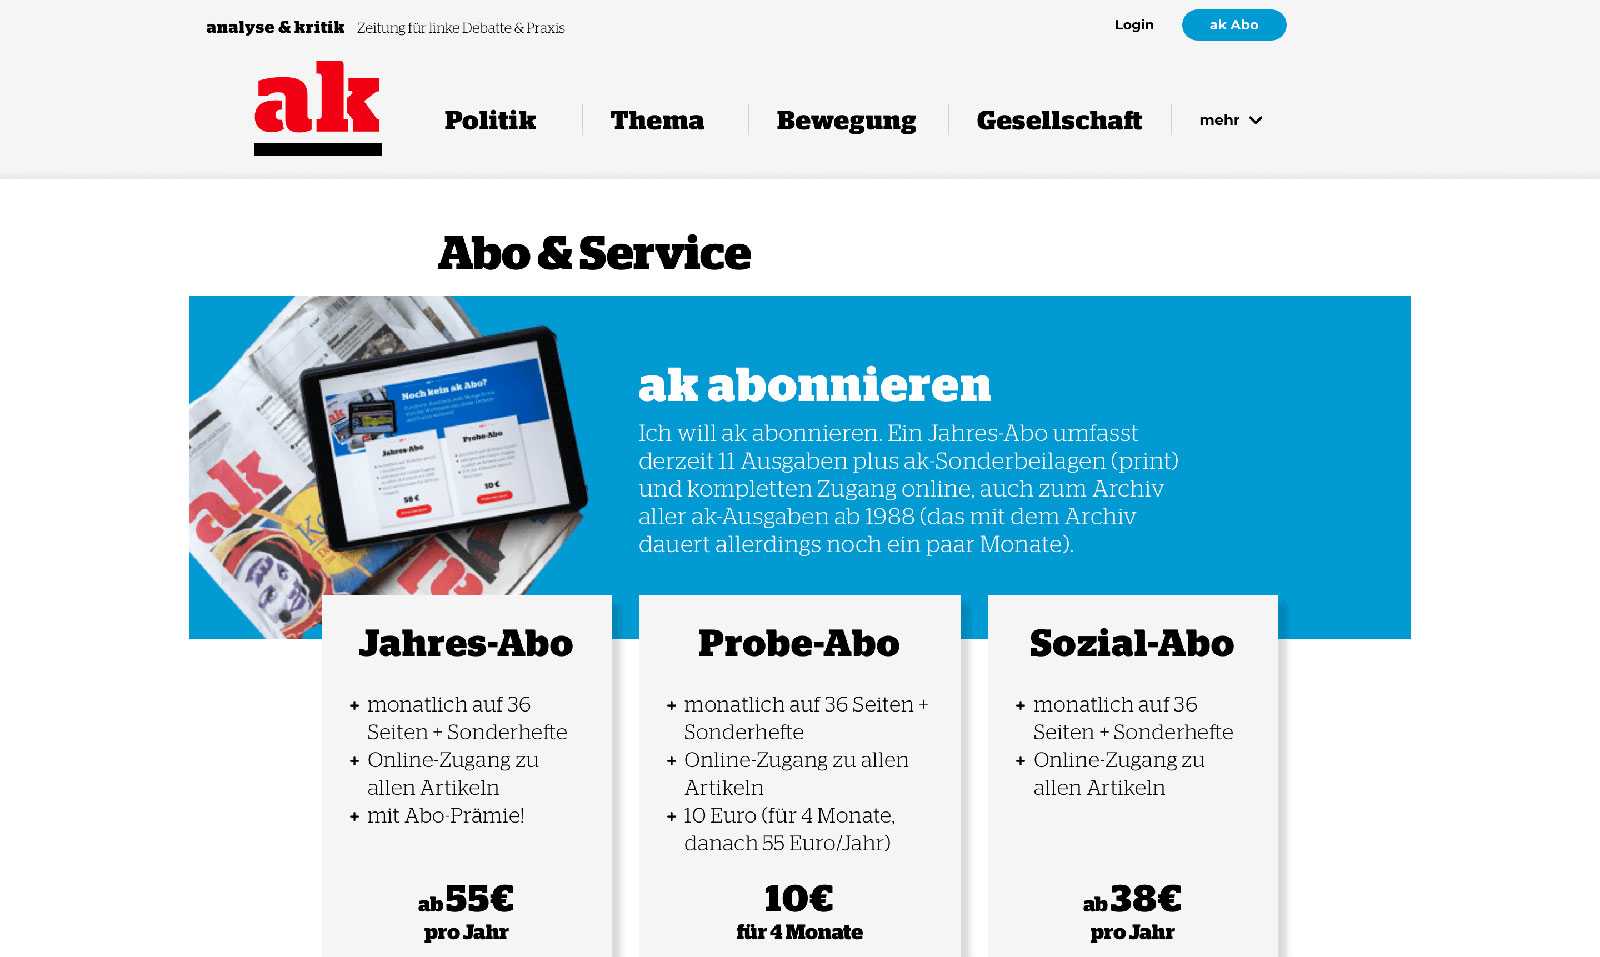 analyse & kritik Zeitung für linke Debatte & Praxis
Login
ak Abo
ak
Politik
Thema
Bewegung
Gesellschaft
mehr
Abo & Service
Noch kein ak Abo?
Jahres-Abo
58 €
Probe-Abo
10 €
ak
ak abonnieren
Ich will ak abonnieren. Ein Jahres-Abo umfasst
derzeit 11 Ausgaben plus ak-Sonderbeilagen (print)
und kompletten Zugang online, auch zum Archiv
aller ak-Ausgaben ab 1988 (das mit dem Archiv
dauert allerdings noch ein paar Monate).
Jahres-Abo
+ monatlich auf 36
Seiten + Sonderhefte
+ Online-Zugang zu
allen Artikeln
+ mit Abo-Prämie!
ab 55€
pro Jahr
Probe-Abo
+ monatlich auf 36 Seiten +
Sonderhefte
+ Online-Zugang zu allen
Artikeln
+ 10 Euro (für 4 Monate,
danach 55 Euro/Jahr)
10€
für 4 Monate
Sozial-Abo
+ monatlich auf 36
Seiten + Sonderhefte
+ Online-Zugang zu
allen Artikeln
ab 38€
pro Jahr